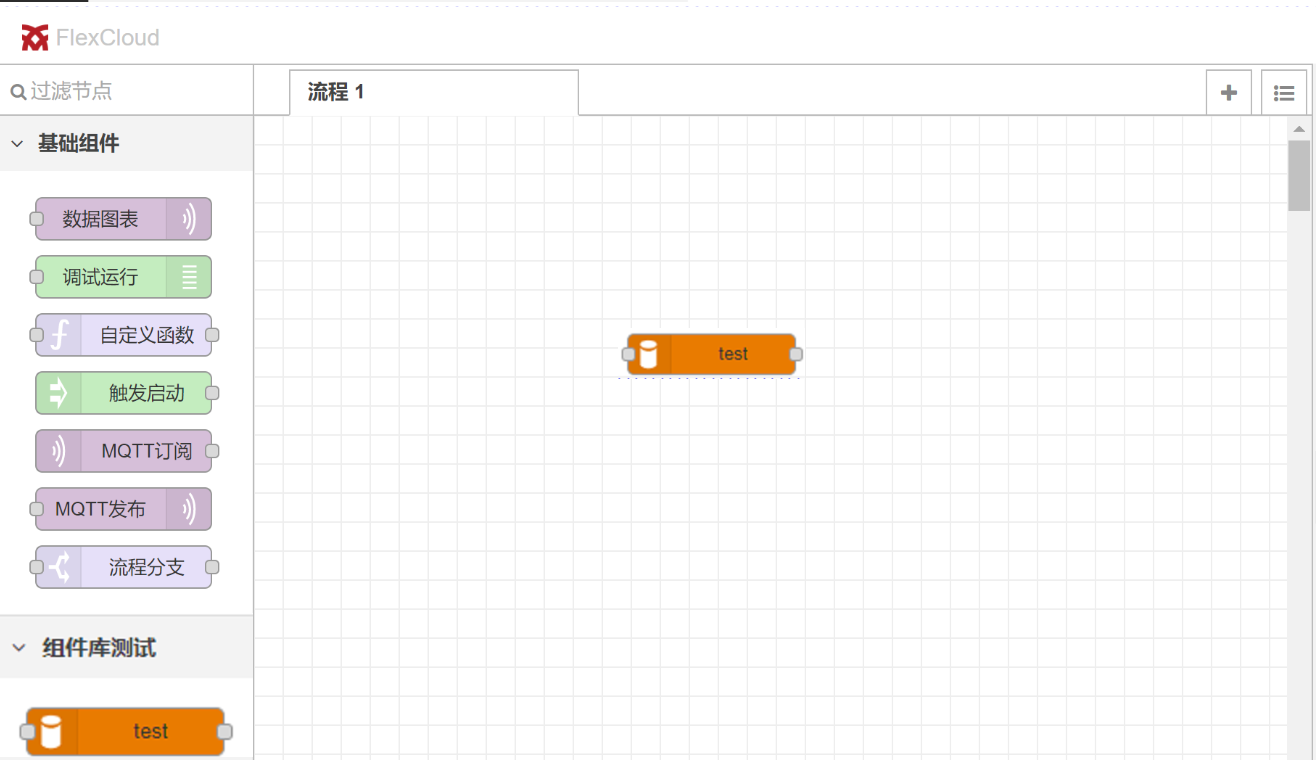 FlexCloud
过滤节点
流程 1
基础组件
数据图表
调试运行
自定义函数
触发启动
MQTT订阅
MQTT发布
流程分支
test
组件库测试
test